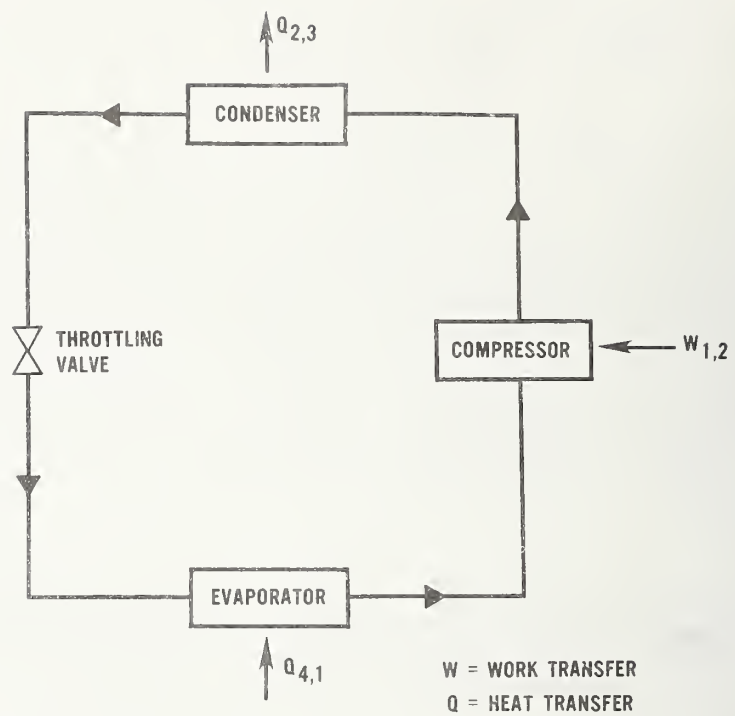 Q2,3
CONDENSER
THROTTLING
VALVE
COMPRESSOR
W1,2
EVAPORATOR
Q4,1
W = WORK TRANSFER
Q = HEAT TRANSFER